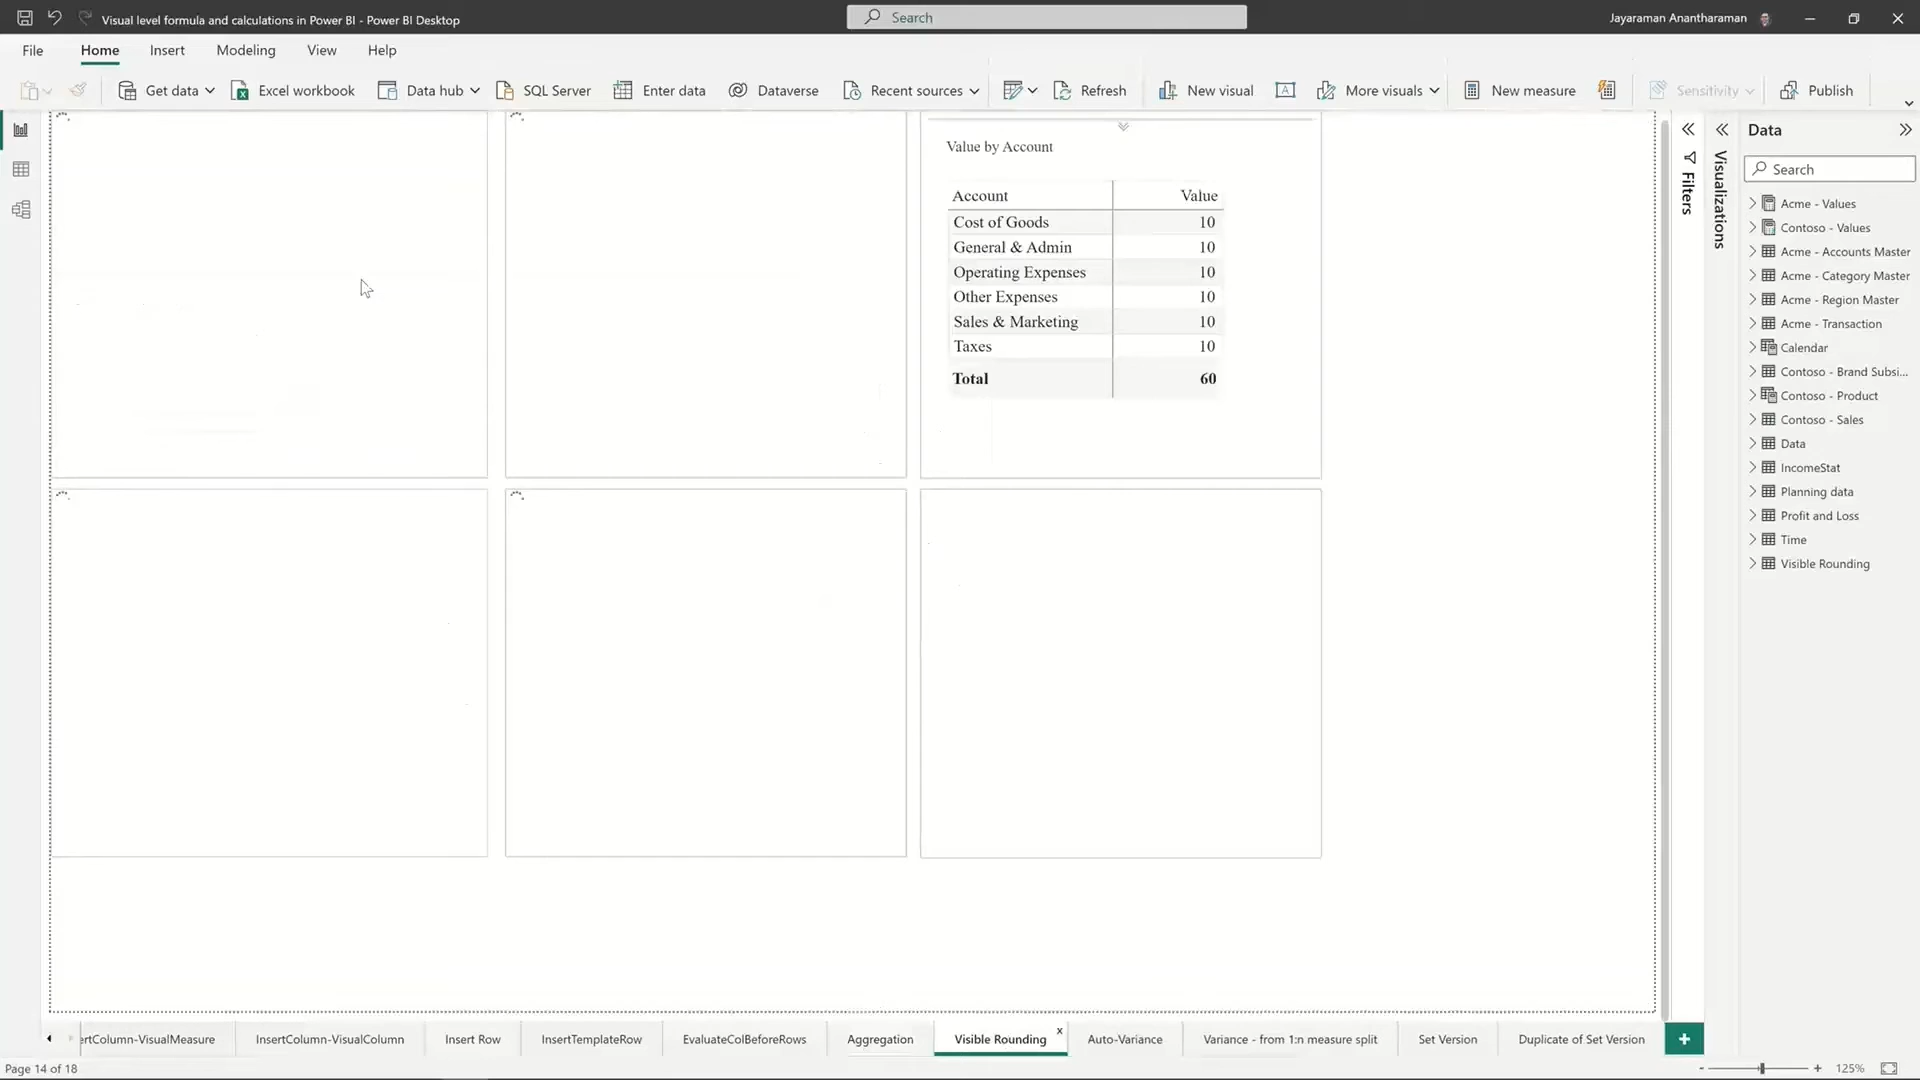 Visual level formula and calculations in Power BI - Power BI Desktop
Search
Jayaraman Anantharaman
File Home Insert Modeling View Help
Get data Excel workbook Data hub SQL Server Enter data Dataverse Recent sources Refresh New visual More visuals New measure Sensitivity Publish
Value by Account
Account Value
Cost of Goods 10
General & Admin 10
Operating Expenses 10
Other Expenses 10
Sales & Marketing 10
Taxes 10
Total 60
Filters
Visualizations
Data
Search
Acme - Values
Contoso - Values
Acme - Accounts Master
Acme - Category Master
Acme - Region Master
Acme - Transaction
Calendar
Contoso - Brand Subsi...
Contoso - Product
Contoso - Sales
Data
IncomeStat
Planning data
Profit and Loss
Time
Visible Rounding
ertColumn-VisualMeasure InsertColumn-VisualColumn Insert Row InsertTemplateRow EvaluateColBeforeRows Aggregation Visible Rounding x Auto-Variance Variance - from 1:n measure split Set Version Duplicate of Set Version +
Page 14 of 18
- + 125%